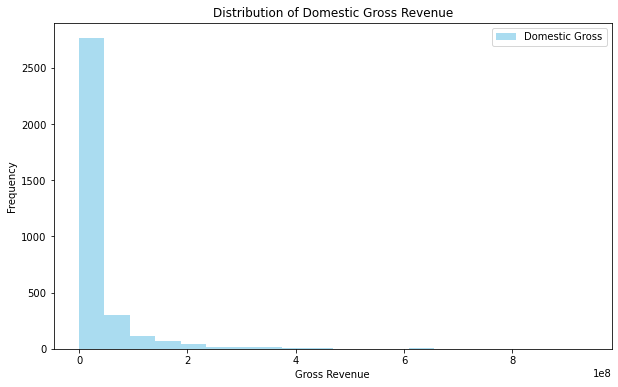 Distribution of Domestic Gross Revenue
Domestic Gross
2500
2000
1500
1000
500
0
Frequency
0 2 4 6 8
1e8
Gross Revenue